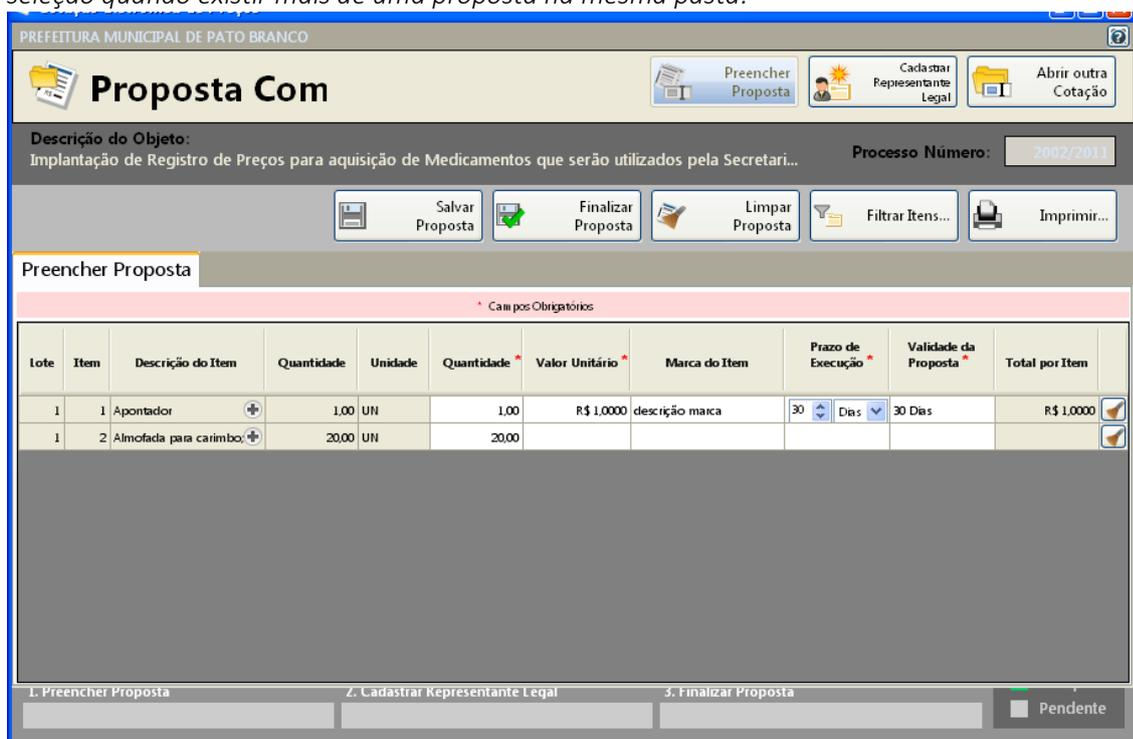 seleção quando existir mais de uma proposta na mesma pasta.
PREFEITURA MUNICIPAL DE PATO BRANCO
Proposta Com
Preencher Proposta
Cadastrar Representante Legal
Abrir outra Cotação
Descrição do Objeto:
Implantação de Registro de Preços para aquisição de Medicamentos que serão utilizados pela Secretari...
Processo Número: 2002/2011
Salvar Proposta
Finalizar Proposta
Limpar Proposta
Filtrar Itens...
Imprimir...
Preencher Proposta
* Campos Obrigatórios
Lote Item Descrição do Item Quantidade Unidade Quantidade * Valor Unitário * Marca do Item Prazo de Execução * Validade da Proposta * Total por Item
1 1 Apontador 1,00 UN 1,00 R$ 1,0000 descrição marca 30 Dias 30 Dias R$ 1,0000
1 2 Almofada para carimbo; 20,00 UN 20,00
1. Preencher Proposta 2. Cadastrar Representante Legal 3. Finalizar Proposta
Pendente